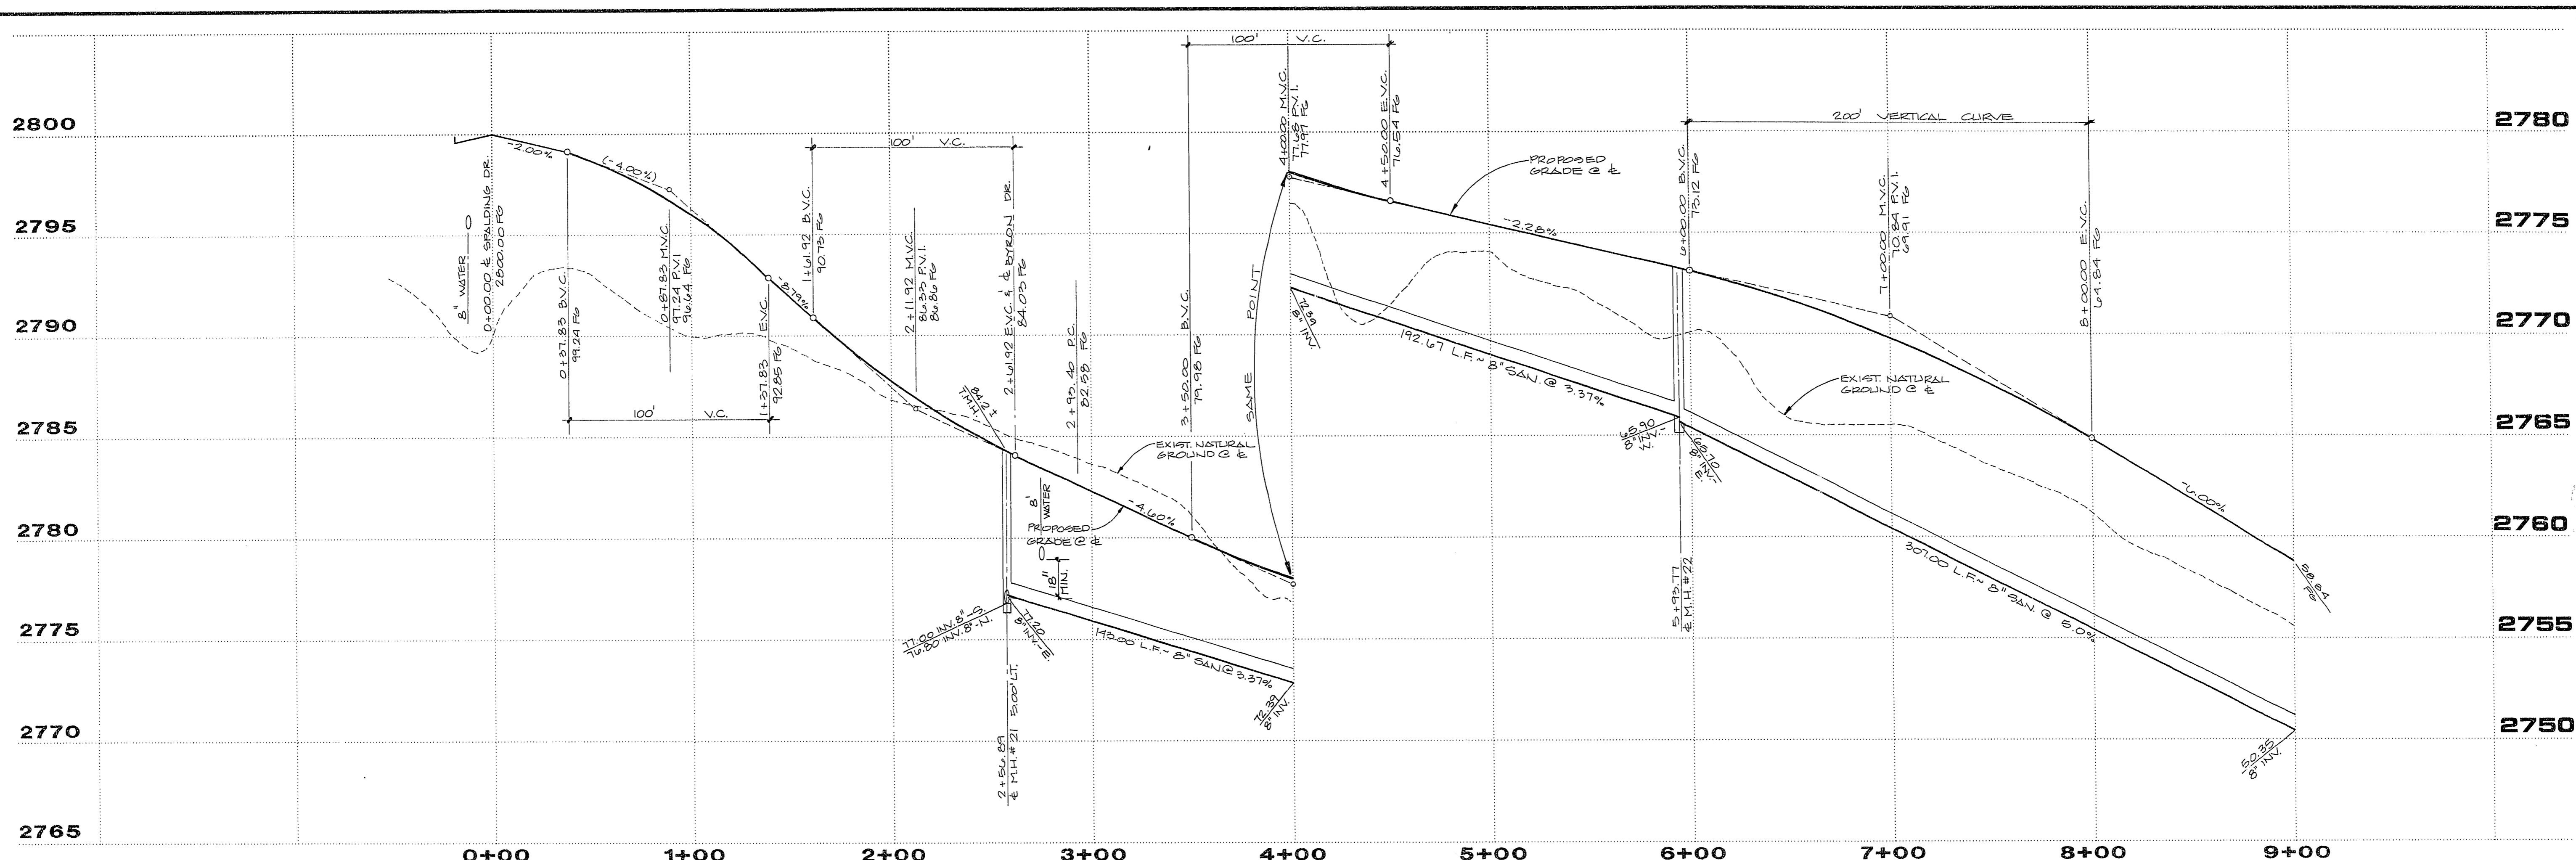 2800
2795
2790
2785
2780
2775
2770
2765
2780
2775
2770
2765
2760
2755
2750
0+00
1+00
2+00
3+00
4+00
5+00
6+00
7+00
8+00
9+00
8" WATER
0+00.00 ℄ SPALDING DR.
2800.00 FG
-2.00%
0+37.83 B.V.C.
99.24 FG
(-4.00%)
0+87.83 M.V.C.
97.24 P.V.I
96.64 FG
100' V.C.
1+37.83 E.V.C.
92.85 FG
-8.79%
1+61.92 B.V.C.
90.73 FG
100' V.C.
2+11.92 M.V.C.
86.33 P.V.I.
86.86 FG
84.2±
T.M.H.
2+61.92 E.V.C. & ℄ BYRON DR.
84.03 FG
2+93.40 P.C.
82.58 FG
8'
WATER
PROPOSED
GRADE @ ℄
18"
MIN.
EXIST. NATURAL
GROUND @ ℄
-4.60%
3+50.00 B.V.C.
79.98 FG
77.00 INV. 8"-S.
76.80 INV. 8"-N.
77.20
8" INV.-E.
2+56.89
℄ M.H. #21 5.00' LT.
143.00 L.F.~ 8" SAN @ 3.37%
72.39
8" INV.
SAME POINT
100' V.C.
4+00.00 M.V.C.
77.68 P.V.I.
77.97 FG
4+50.00 E.V.C.
76.54 FG
PROPOSED
GRADE @ ℄
-2.28%
72.39
8" INV.
192.67 L.F.~ 8" SAN. @ 3.37%
65.90
8" INV.-
W.
65.70
8" INV.-
E.
5+93.77
℄ M.H. #22
6+00.00 B.V.C.
73.12 FG
200' VERTICAL CURVE
7+00.00 M.V.C.
70.84 P.V.I.
69.91 FG
EXIST. NATURAL
GROUND @ ℄
307.00 L.F.~ 8" SAN. @ 5.0%
8+00.00 E.V.C.
64.84 FG
-6.00%
58.84
FG
50.35
8" INV.